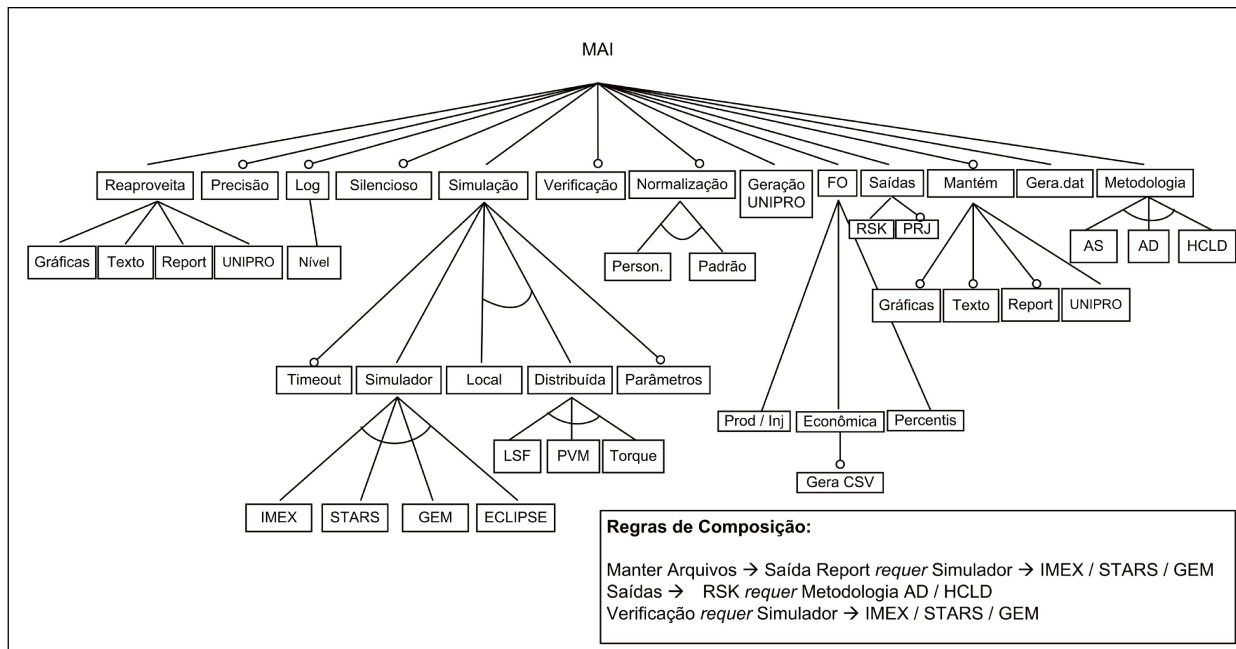 MAI
Reaproveita
Precisão
Log
Silencioso
Simulação
Verificação
Normalização
Geração
UNIPRO
FO
Saídas
Mantém
Gera.dat
Metodologia
Gráficas
Texto
Report
UNIPRO
Nível
Person.
Padrão
RSK
PRJ
AS
AD
HCLD
Gráficas
Texto
Report
UNIPRO
Timeout
Simulador
Local
Distribuída
Parâmetros
Prod / Inj
Econômica
Percentis
LSF
PVM
Torque
Gera CSV
IMEX
STARS
GEM
ECLIPSE
Regras de Composição:
Manter Arquivos → Saída Report requer Simulador → IMEX / STARS / GEM
Saídas → RSK requer Metodologia AD / HCLD
Verificação requer Simulador → IMEX / STARS / GEM